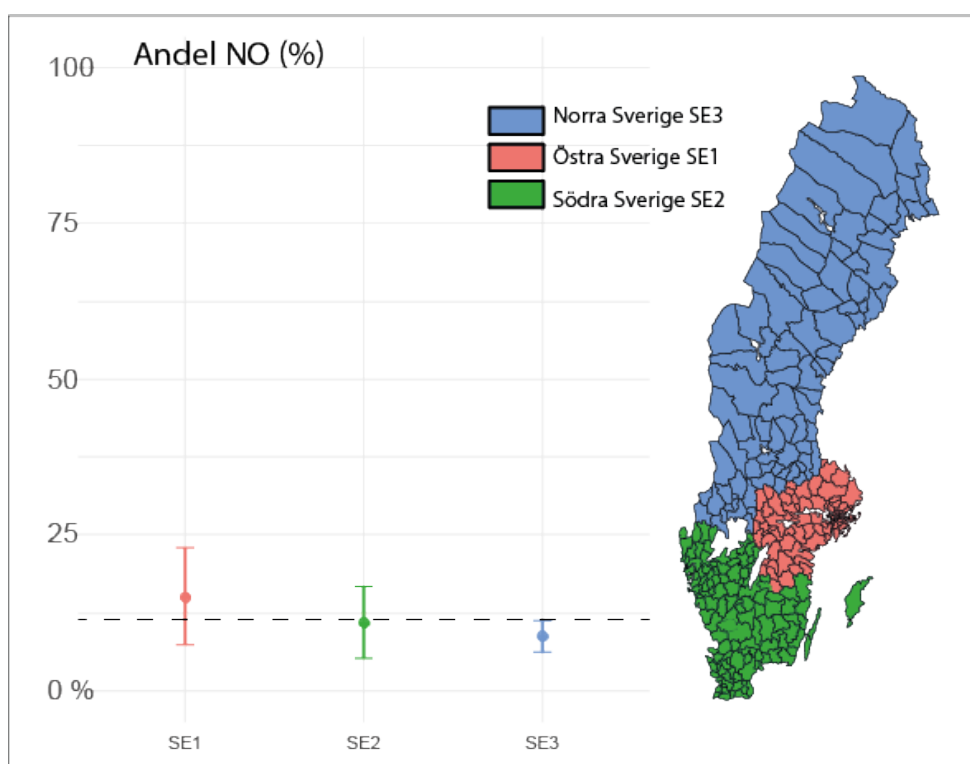 Andel NO (%)
100
75
50
25
0 %
SE1
SE2
SE3
Norra Sverige SE3
Östra Sverige SE1
Södra Sverige SE2